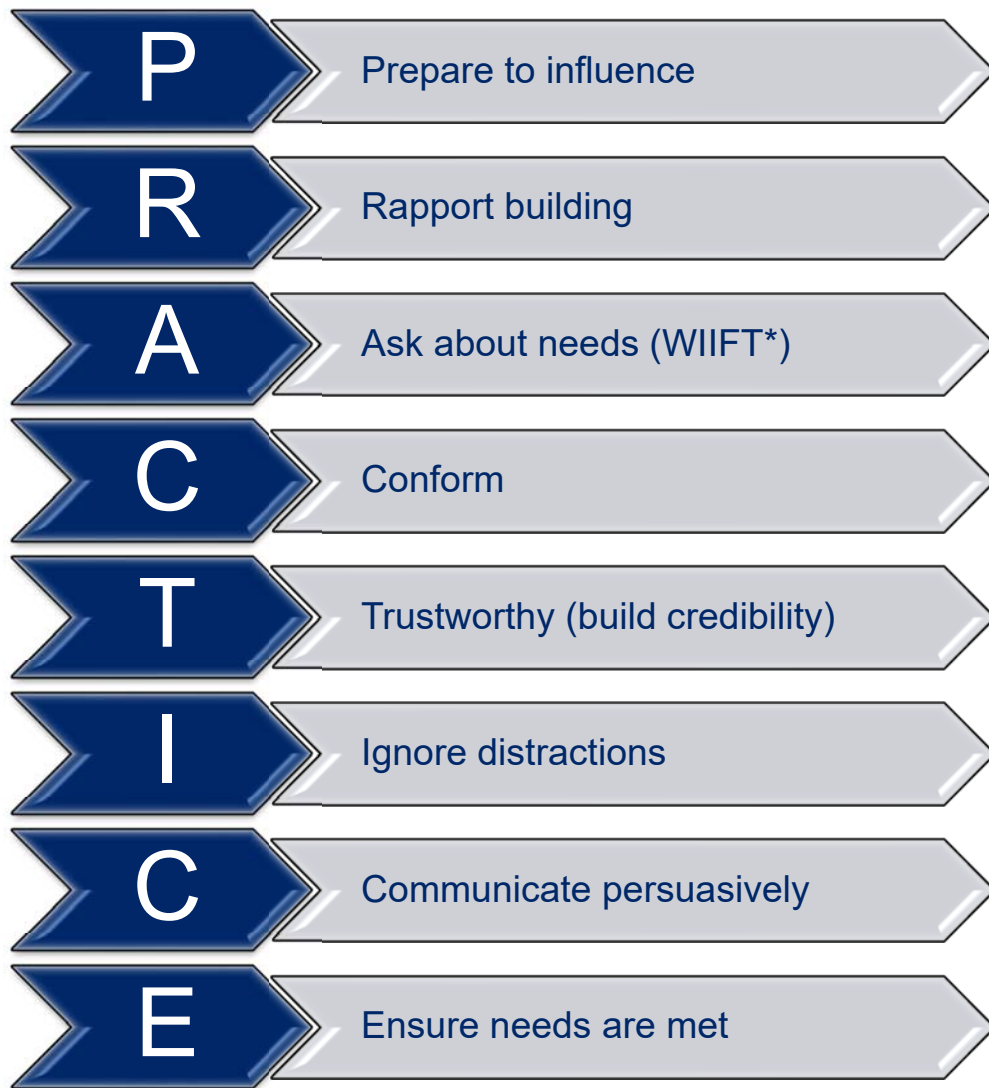 P Prepare to influence
R Rapport building
A Ask about needs (WIIFT*)
C Conform
T Trustworthy (build credibility)
I Ignore distractions
C Communicate persuasively
E Ensure needs are met